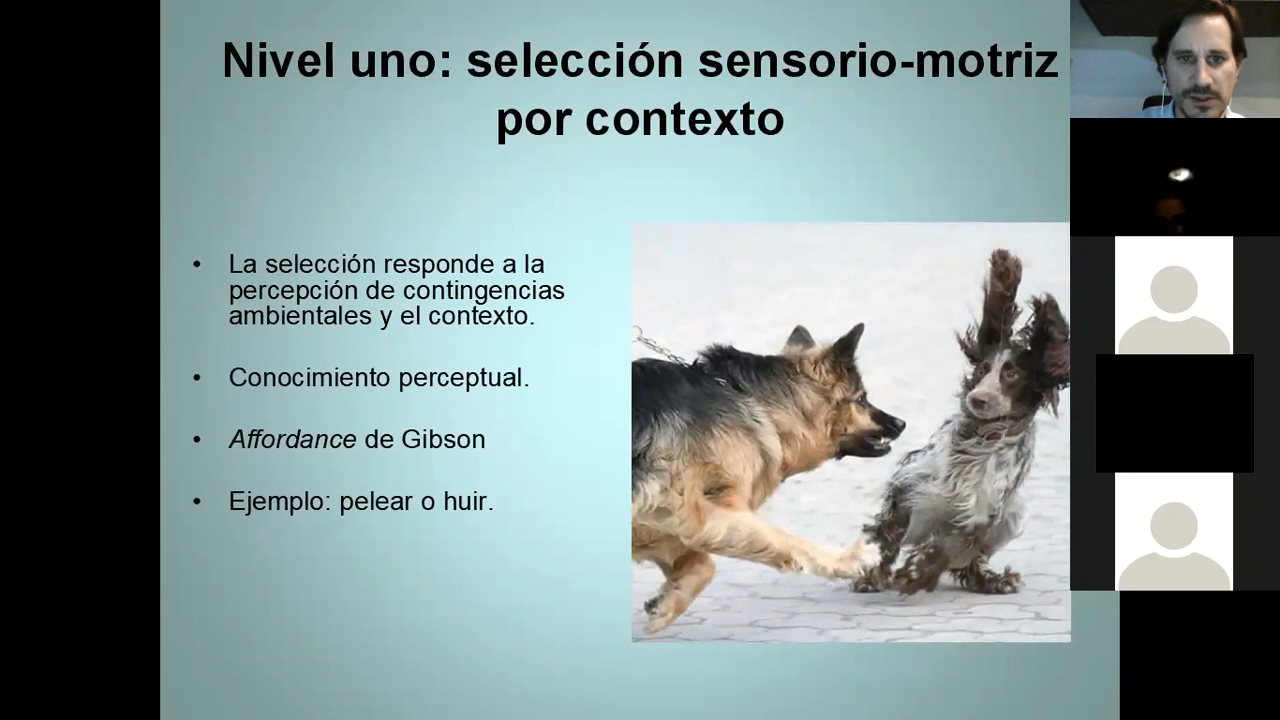 Nivel uno: selección sensorio-motriz
por contexto
• La selección responde a la
percepción de contingencias
ambientales y el contexto.
• Conocimiento perceptual.
• Affordance de Gibson
• Ejemplo: pelear o huir.